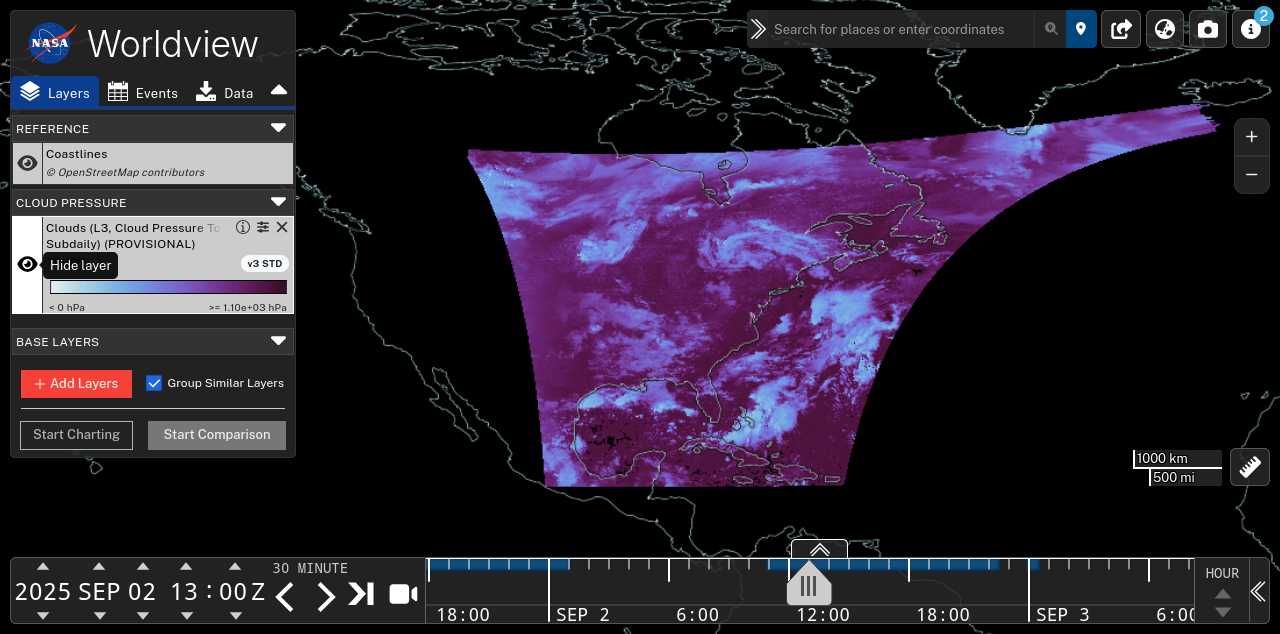 NASA
Worldview
Layers
Events
Data
REFERENCE
Coastlines
© OpenStreetMap contributors
CLOUD PRESSURE
Clouds (L3, Cloud Pressure To
Subdaily) (PROVISIONAL)
Hide layer
v3 STD
< 0 hPa
>= 1.10e+03 hPa
BASE LAYERS
+ Add Layers
Group Similar Layers
Start Charting
Start Comparison
Search for places or enter coordinates
2
+
−
1000 km
500 mi
2025 SEP 02 13 : 00 Z
30 MINUTE
18:00
SEP 2
6:00
12:00
18:00
SEP 3
6:00
HOUR